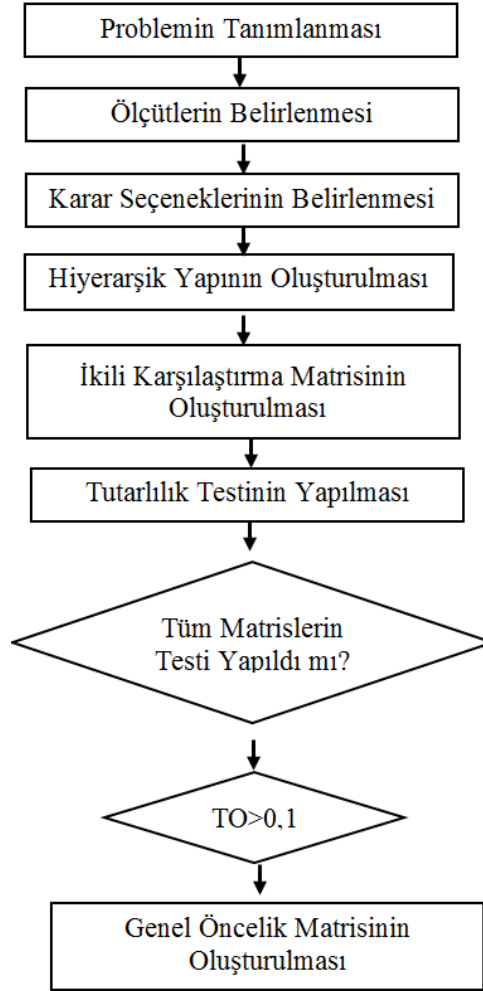 Problemin Tanımlanması
Ölçütlerin Belirlenmesi
Karar Seçeneklerinin Belirlenmesi
Hiyerarşik Yapının Oluşturulması
İkili Karşılaştırma Matrisinin
Oluşturulması
Tutarlılık Testinin Yapılması
Tüm Matrislerin
Testi Yapıldı mı?
TO>0,1
Genel Öncelik Matrisinin
Oluşturulması